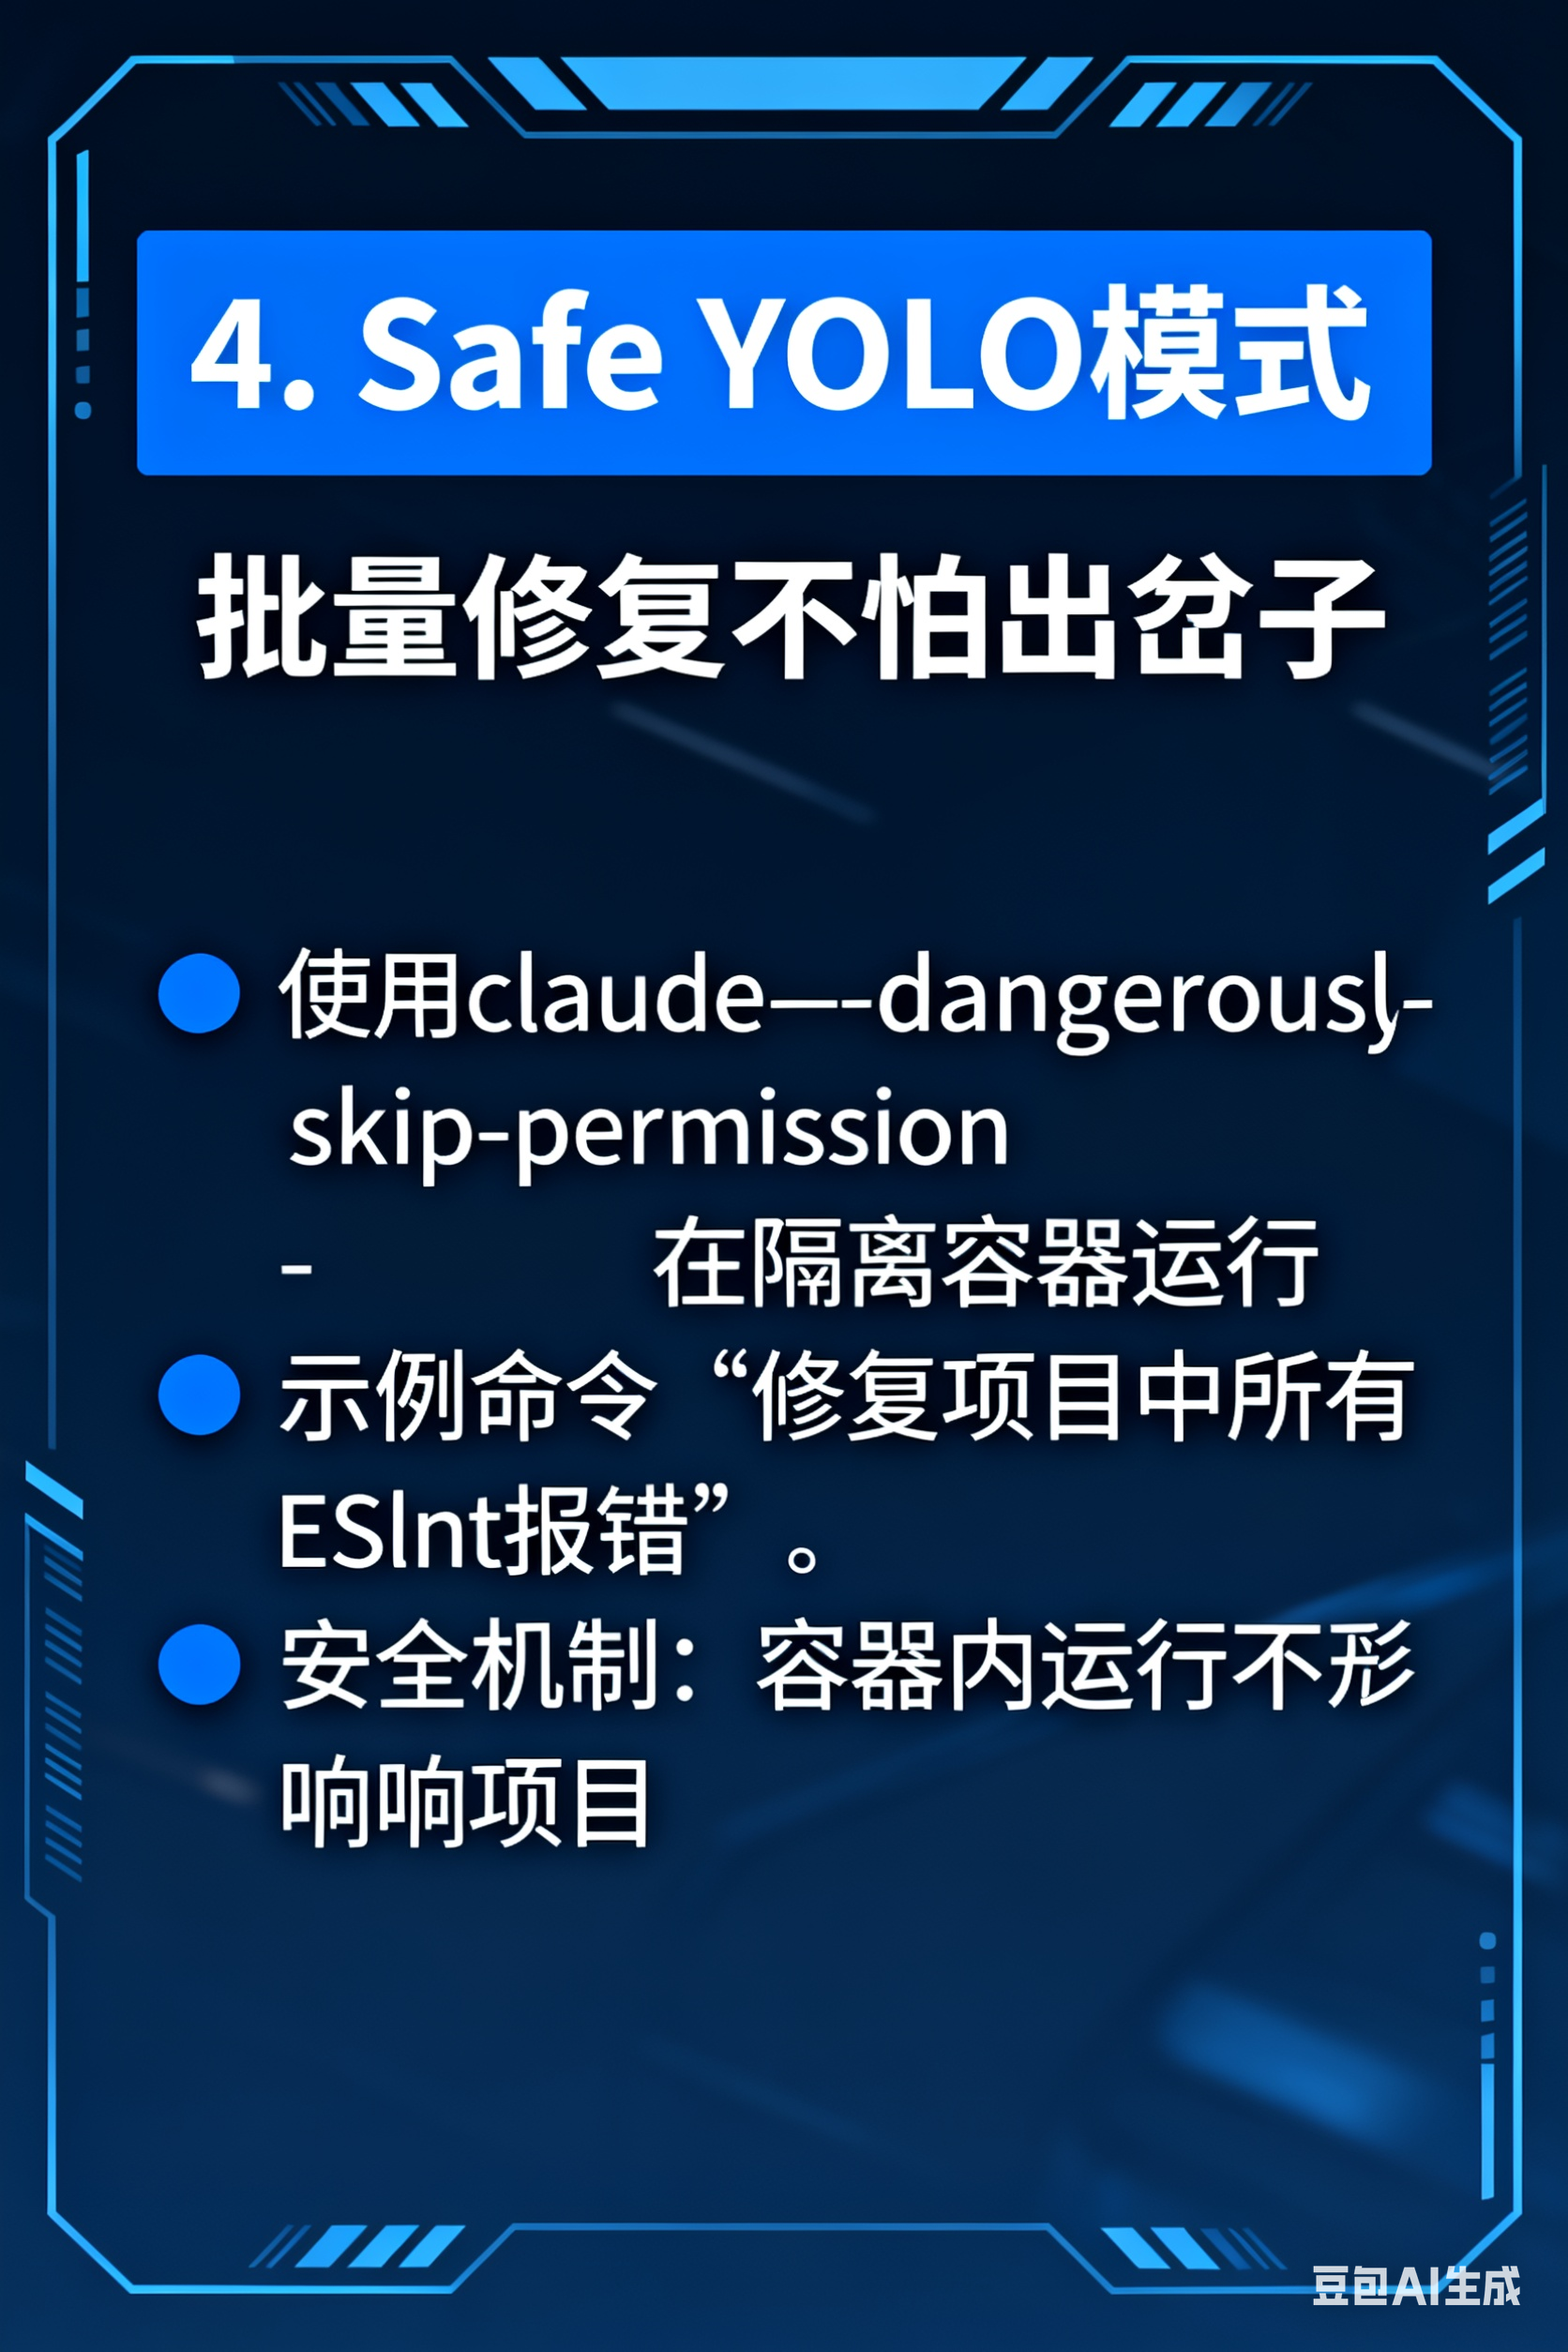 4. Safe YOLO模式
批量修复不怕出岔子
使用claude—-dangerously-
skip-permission
- 在隔离容器运行
示例命令“修复项目中所有
ESlnt报错”。
安全机制：容器内运行不形
响响项目
豆包AI生成